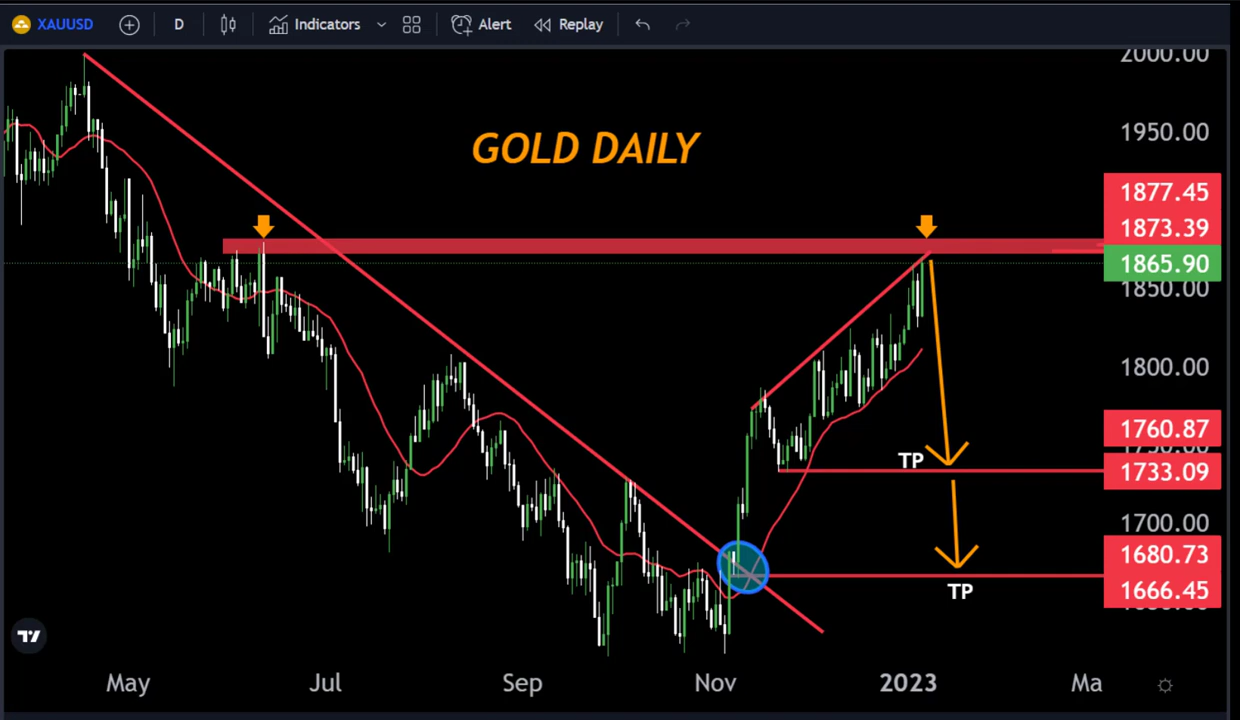 XAUUSD D Indicators Alert Replay
2000.00
GOLD DAILY
1950.00
1877.45
1873.39
1865.90
1850.00
1800.00
1760.87
TP
1733.09
1700.00
1680.73
TP
1666.45
May Jul Sep Nov 2023 Ma